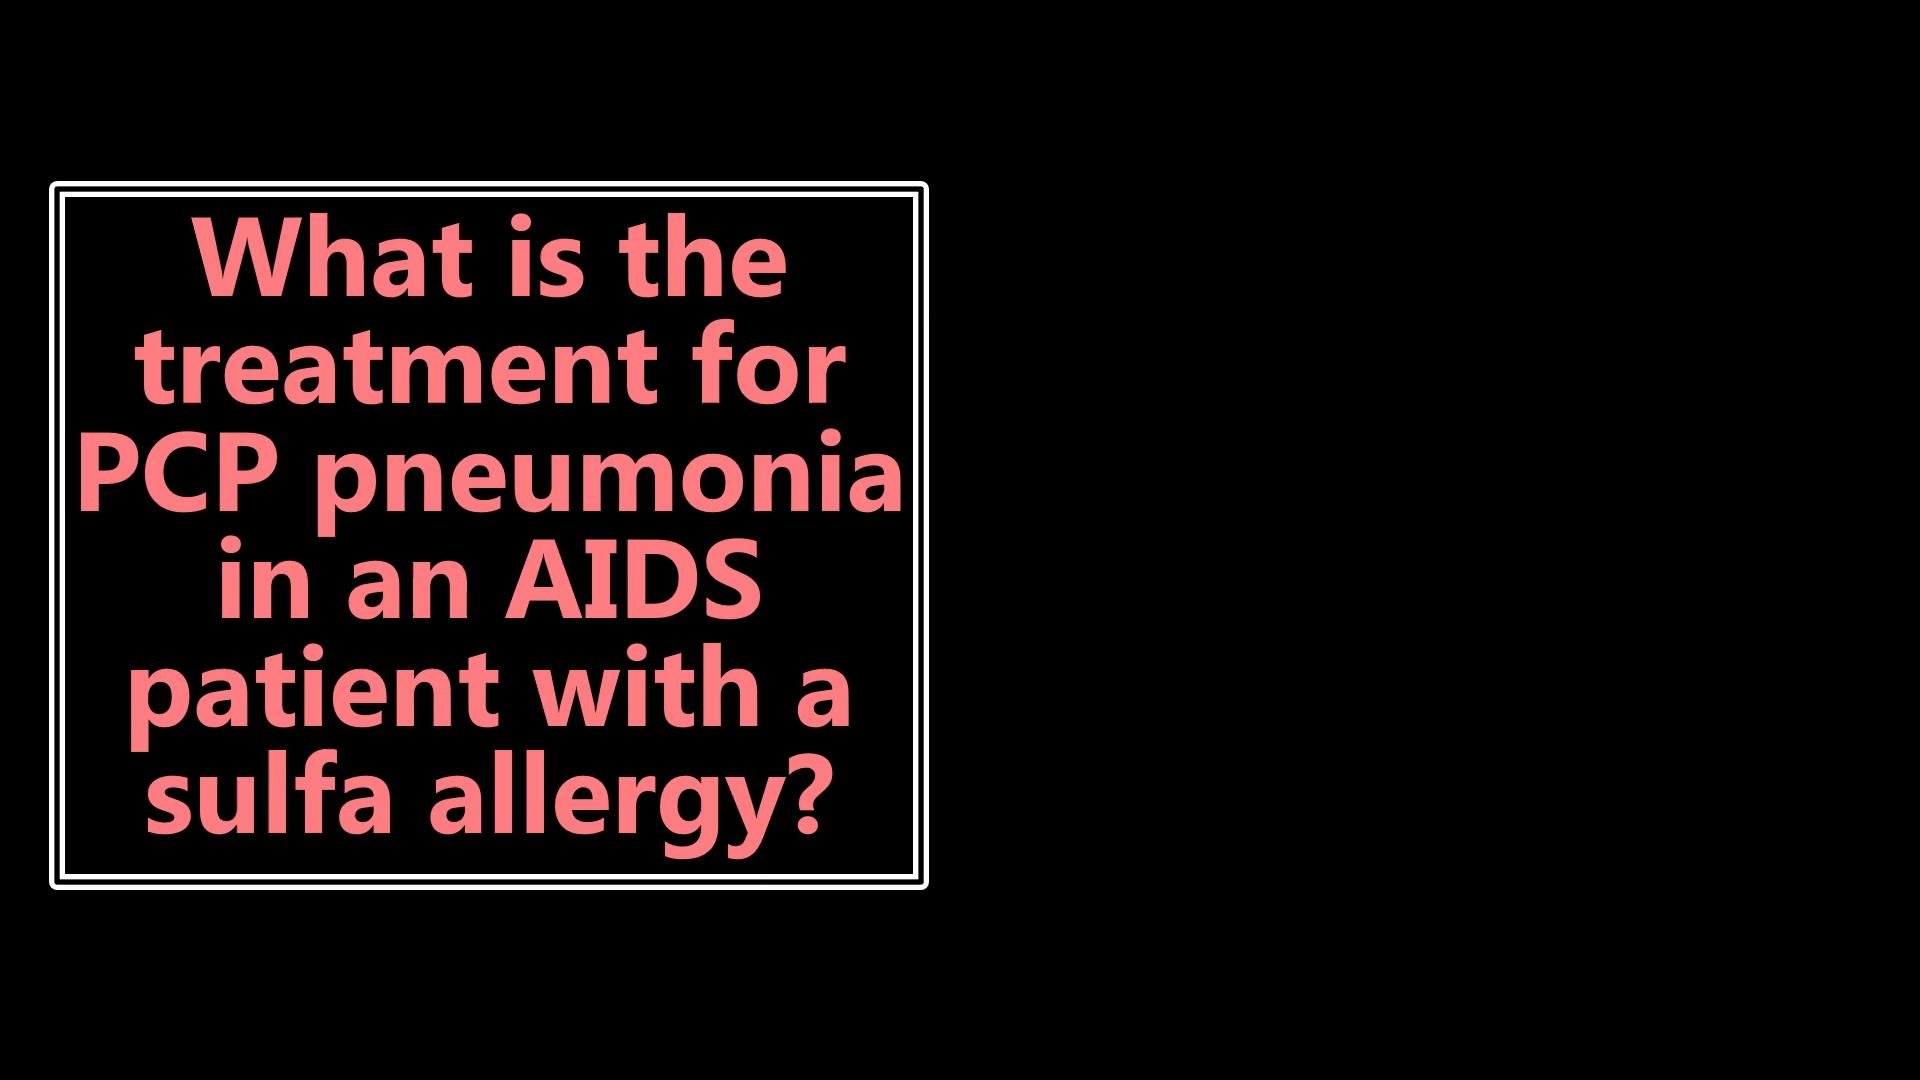 What is the
treatment for
PCP pneumonia
in an AIDS
patient with a
sulfa allergy?